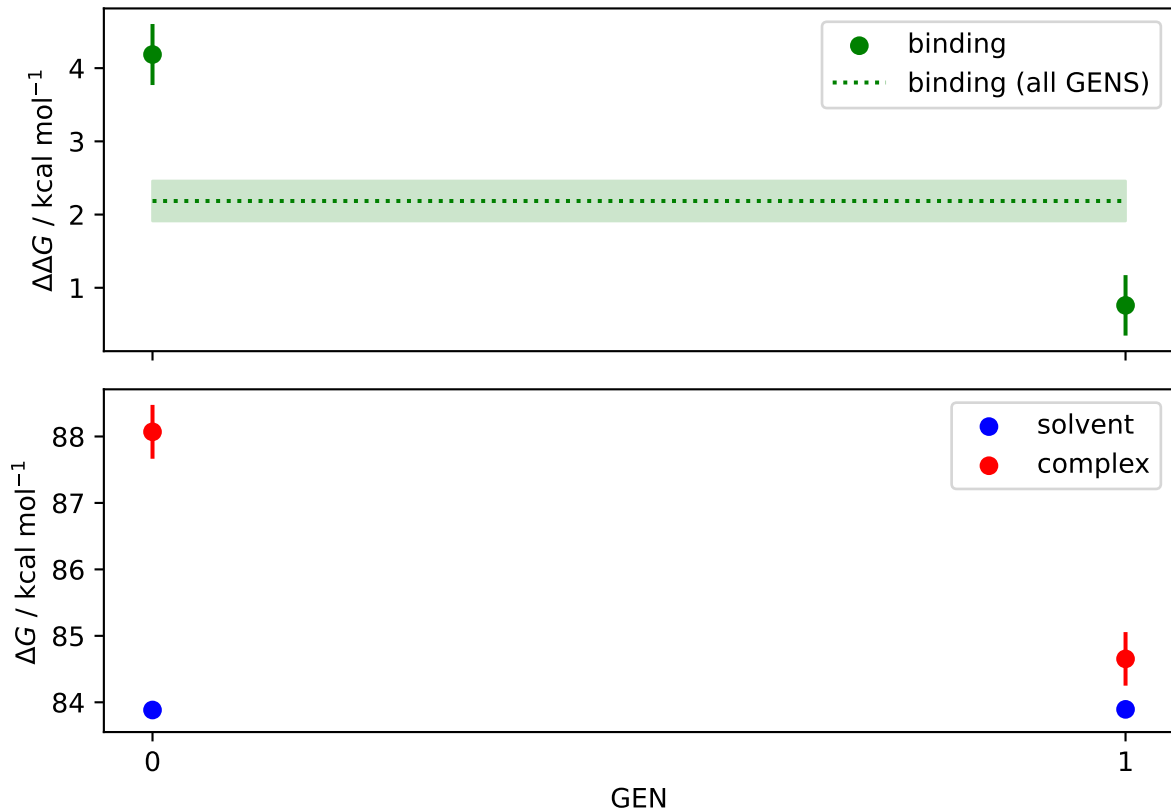 binding
binding (all GENS)
4
3
2
1
ΔΔG / kcal mol⁻¹
solvent
complex
88
87
86
85
84
ΔG / kcal mol⁻¹
0
1
GEN